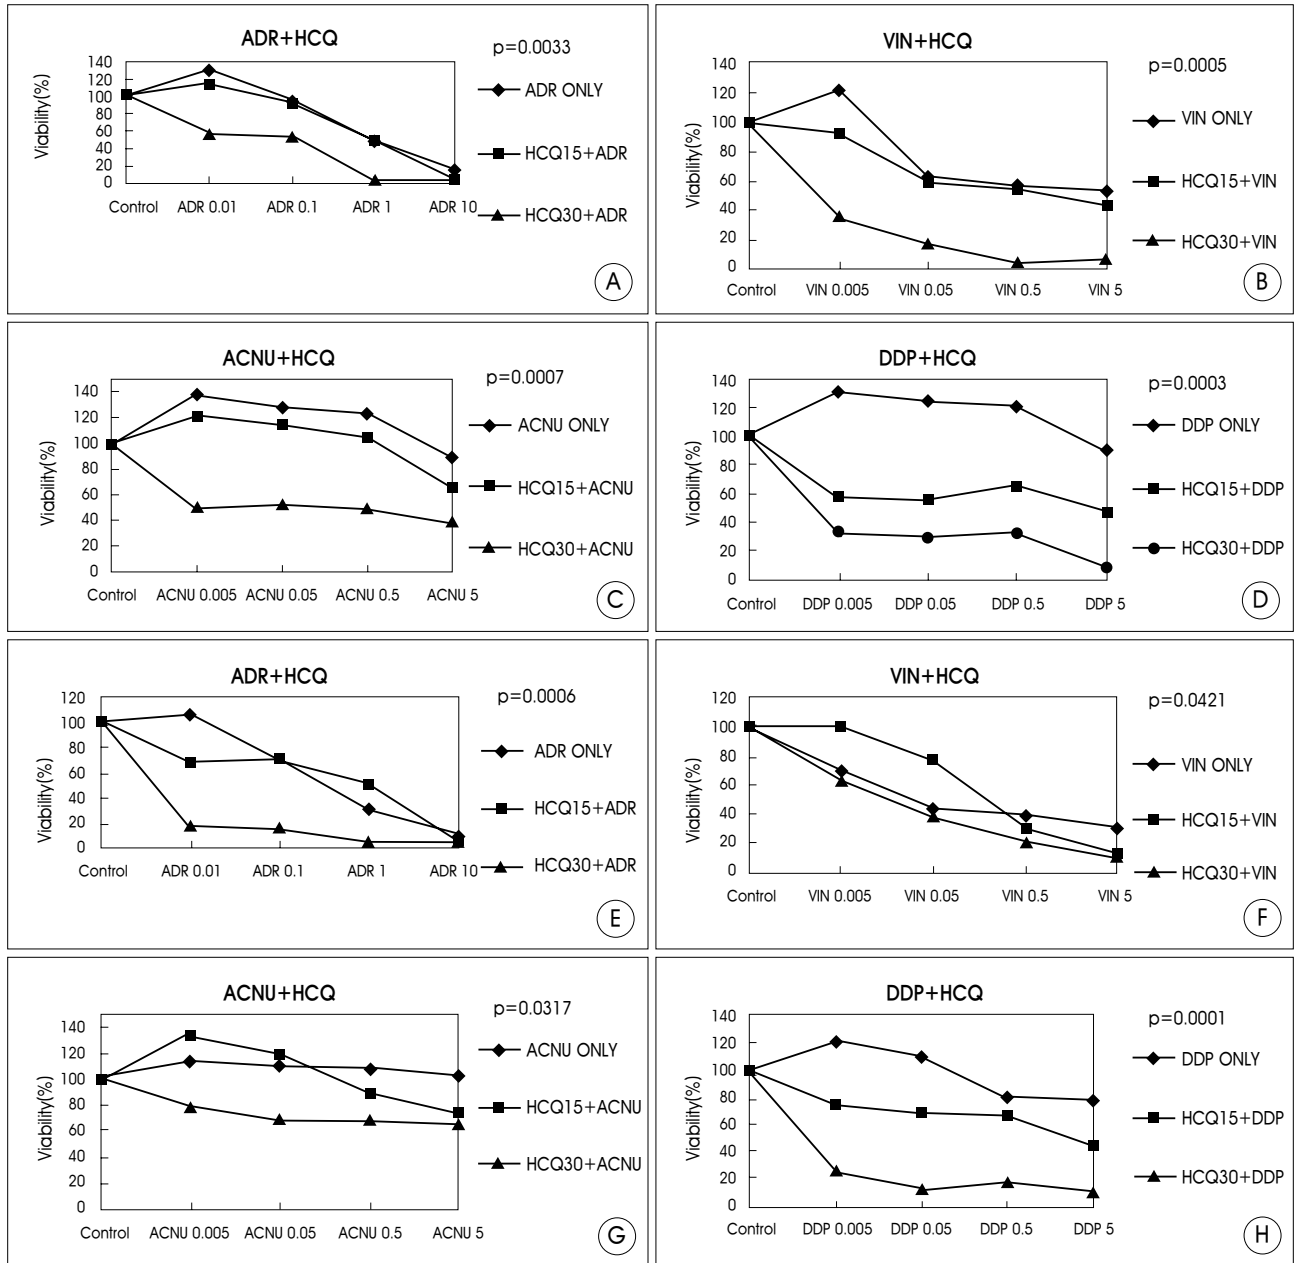 ADR+HCQ
p=0.0033
Viability(%)
140
120
100
80
60
40
20
0
Control ADR 0.01 ADR 0.1 ADR 1 ADR 10
ADR ONLY
HCQ15+ADR
HCQ30+ADR
A
VIN+HCQ
p=0.0005
Viability(%)
140
120
100
80
60
40
20
0
Control VIN 0.005 VIN 0.05 VIN 0.5 VIN 5
VIN ONLY
HCQ15+VIN
HCQ30+VIN
B
ACNU+HCQ
p=0.0007
Viability(%)
140
120
100
80
60
40
20
0
Control ACNU 0.005 ACNU 0.05 ACNU 0.5 ACNU 5
ACNU ONLY
HCQ15+ACNU
HCQ30+ACNU
C
DDP+HCQ
p=0.0003
Viability(%)
140
120
100
80
60
40
20
0
Control DDP 0.005 DDP 0.05 DDP 0.5 DDP 5
DDP ONLY
HCQ15+DDP
HCQ30+DDP
D
ADR+HCQ
p=0.0006
Viability(%)
120
100
80
60
40
20
0
Control ADR 0.01 ADR 0.1 ADR 1 ADR 10
ADR ONLY
HCQ15+ADR
HCQ30+ADR
E
VIN+HCQ
p=0.0421
Viability(%)
120
100
80
60
40
20
0
Control VIN 0.005 VIN 0.05 VIN 0.5 VIN 5
VIN ONLY
HCQ15+VIN
HCQ30+VIN
F
ACNU+HCQ
p=0.0317
Viability(%)
140
120
100
80
60
40
20
0
Control ACNU 0.005 ACNU 0.05 ACNU 0.5 ACNU 5
ACNU ONLY
HCQ15+ACNU
HCQ30+ACNU
G
DDP+HCQ
p=0.0001
Viability(%)
140
120
100
80
60
40
20
0
Control DDP 0.005 DDP 0.05 DDP 0.5 DDP 5
DDP ONLY
HCQ15+DDP
HCQ30+DDP
H